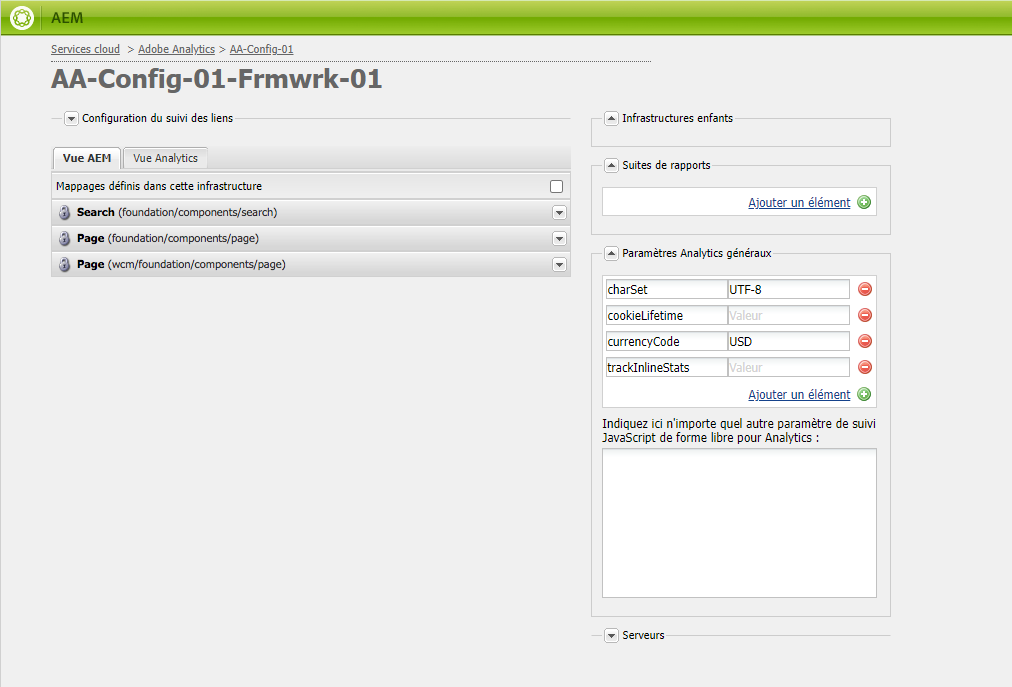 AEM
Services cloud > Adobe Analytics > AA-Config-01
AA-Config-01-Frmwrk-01
Configuration du suivi des liens
Vue AEM Vue Analytics
Mappages définis dans cette infrastructure
Search (foundation/components/search)
Page (foundation/components/page)
Page (wcm/foundation/components/page)
Infrastructures enfants
Suites de rapports
Ajouter un élément
Paramètres Analytics généraux
charSet UTF-8
cookieLifetime Valeur
currencyCode USD
trackInlineStats Valeur
Ajouter un élément
Indiquez ici n'importe quel autre paramètre de suivi
JavaScript de forme libre pour Analytics :
Serveurs